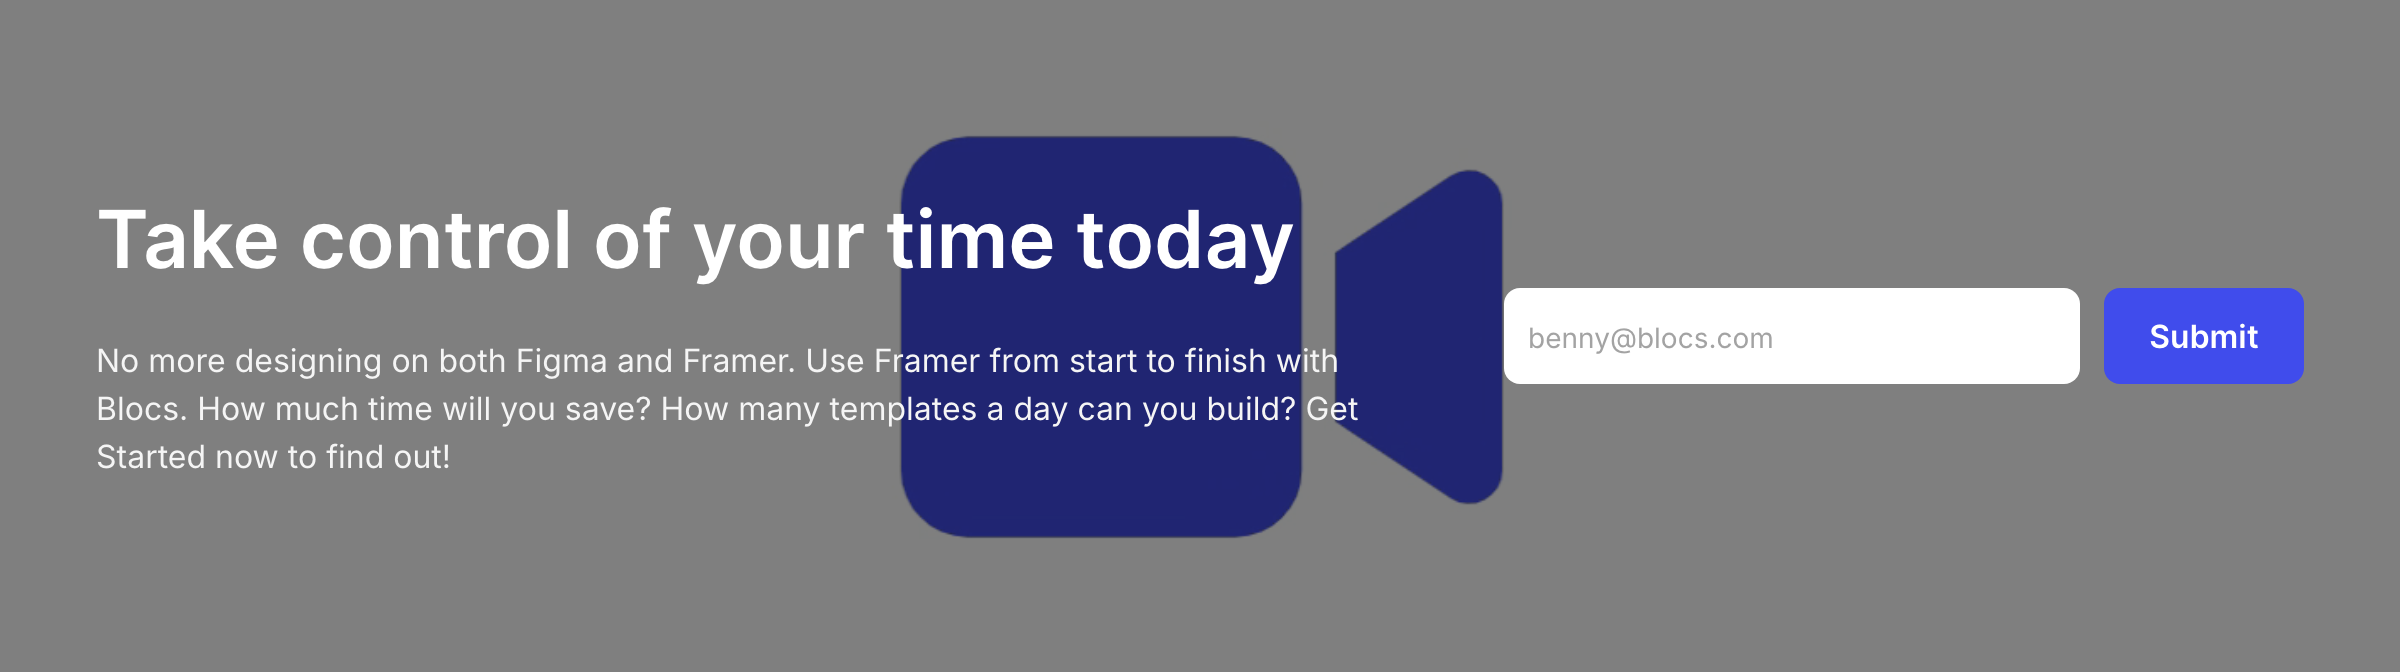 Take control of your time today
No more designing on both Figma and Framer. Use Framer from start to finish with
Blocs. How much time will you save? How many templates a day can you build? Get
Started now to find out!
benny@blocs.com
Submit